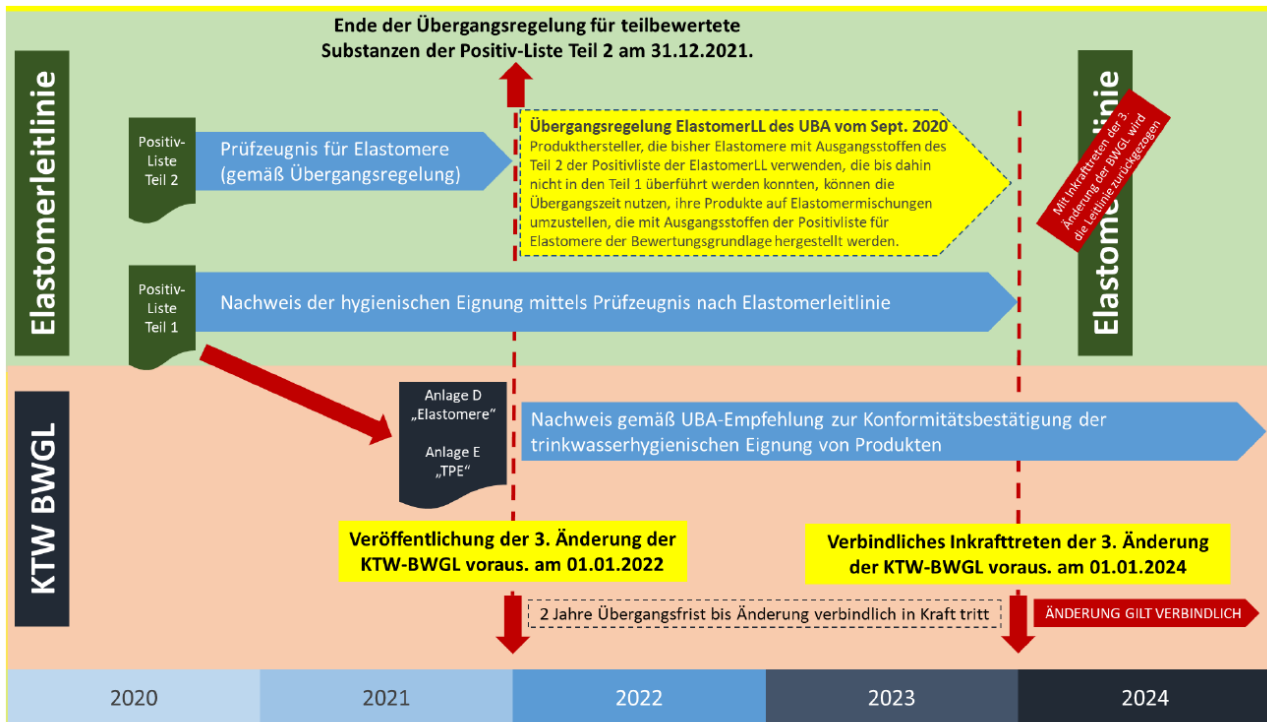 Ende der Übergangsregelung für teilbewertete
Substanzen der Positiv-Liste Teil 2 am 31.12.2021.
Elastomerleitlinie
Positiv-
Liste
Teil 2
Prüfzeugnis für Elastomere
(gemäß Übergangsregelung)
Übergangsregelung ElastomerLL des UBA vom Sept. 2020
Produkthersteller, die bisher Elastomere mit Ausgangsstoffen des
Teil 2 der Positivliste der ElastomerLL verwenden, die bis dahin
nicht in den Teil 1 überführt werden konnten, können die
Übergangszeit nutzen, ihre Produkte auf Elastomermischungen
umzustellen, die mit Ausgangsstoffen der Positivliste für
Elastomere der Bewertungsgrundlage hergestellt werden.
Mit Inkrafttreten der 3.
Änderung der BWGL wird
die Leitlinie zurückgezogen
Positiv-
Liste
Teil 1
Nachweis der hygienischen Eignung mittels Prüfzeugnis nach Elastomerleitlinie
KTW BWGL
Anlage D
„Elastomere“
Anlage E
„TPE“
Nachweis gemäß UBA-Empfehlung zur Konformitätsbestätigung der
trinkwasserhygienischen Eignung von Produkten
Veröffentlichung der 3. Änderung der
KTW-BWGL voraus. am 01.01.2022
Verbindliches Inkrafttreten der 3. Änderung
der KTW-BWGL voraus. am 01.01.2024
2 Jahre Übergangsfrist bis Änderung verbindlich in Kraft tritt
ÄNDERUNG GILT VERBINDLICH
2020
2021
2022
2023
2024